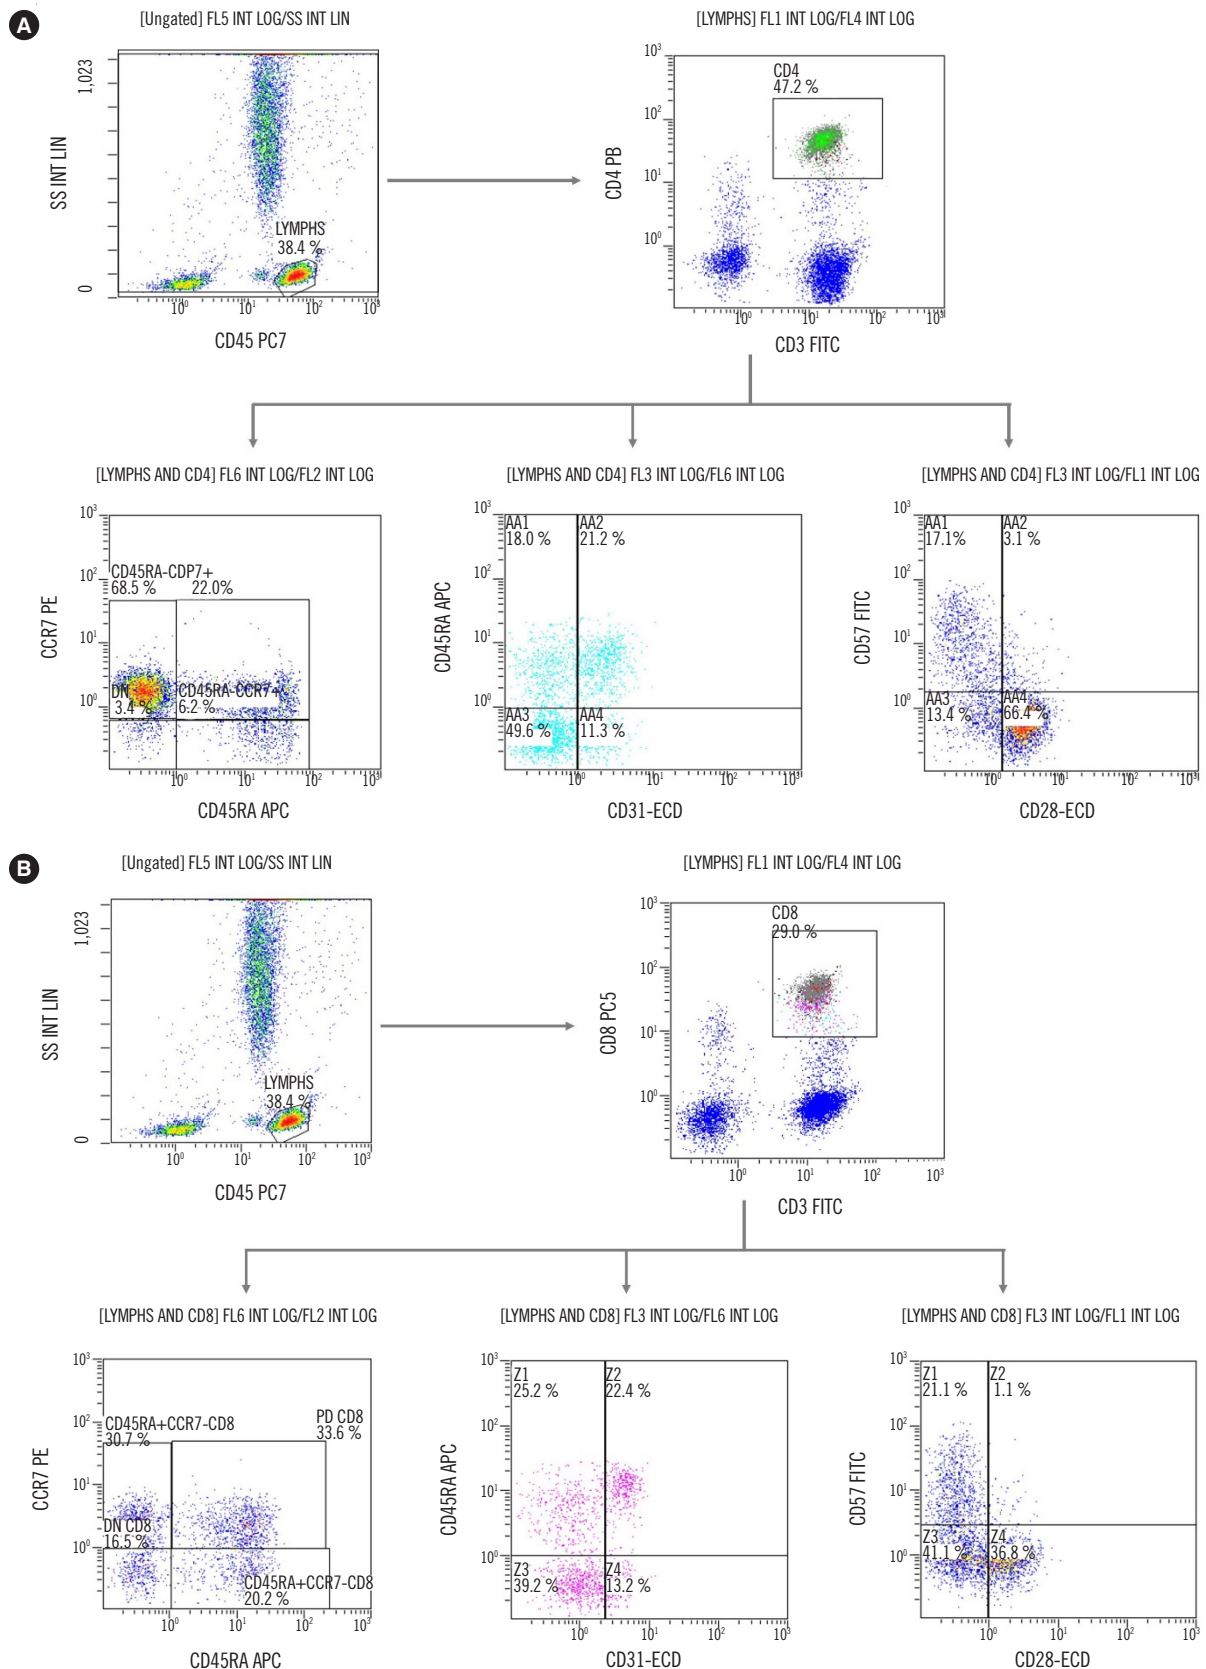 A
[Ungated] FL5 INT LOG/SS INT LIN
1,023
SS INT LIN
0
LYMPHS
38.4 %
10⁰ 10¹ 10² 10³
CD45 PC7
[LYMPHS] FL1 INT LOG/FL4 INT LOG
10³
10²
10¹
10⁰
CD4 PB
CD4
47.2 %
10⁰ 10¹ 10² 10³
CD3 FITC
[LYMPHS AND CD4] FL6 INT LOG/FL2 INT LOG
10³
10²
10¹
10⁰
CCR7 PE
CD45RA-CDP7+
68.5 % 22.0%
DN CD45RA-CCR7+
3.4 % 6.2 %
10⁰ 10¹ 10² 10³
CD45RA APC
[LYMPHS AND CD4] FL3 INT LOG/FL6 INT LOG
10³
10²
10¹
10⁰
CD45RA APC
AA1 AA2
18.0 % 21.2 %
AA3 AA4
49.6 % 11.3 %
10⁰ 10¹ 10² 10³
CD31-ECD
[LYMPHS AND CD4] FL3 INT LOG/FL1 INT LOG
10³
10²
10¹
10⁰
CD57 FITC
AA1 AA2
17.1% 3.1 %
AA3 AA4
13.4 % 66.4 %
10⁰ 10¹ 10² 10³
CD28-ECD
B
[Ungated] FL5 INT LOG/SS INT LIN
1,023
SS INT LIN
0
LYMPHS
38.4 %
10⁰ 10¹ 10² 10³
CD45 PC7
[LYMPHS] FL1 INT LOG/FL4 INT LOG
10³
10²
10¹
10⁰
CD8 PC5
CD8
29.0 %
10⁰ 10¹ 10² 10³
CD3 FITC
[LYMPHS AND CD8] FL6 INT LOG/FL2 INT LOG
10³
10²
10¹
10⁰
CCR7 PE
CD45RA+CCR7-CD8
30.7 %
PD CD8
33.6 %
DN CD8
16.5 %
CD45RA+CCR7-CD8
20.2 %
10⁰ 10¹ 10² 10³
CD45RA APC
[LYMPHS AND CD8] FL3 INT LOG/FL6 INT LOG
10³
10²
10¹
10⁰
CD45RA APC
Z1 Z2
25.2 % 22.4 %
Z3 Z4
39.2 % 13.2 %
10⁰ 10¹ 10² 10³
CD31-ECD
[LYMPHS AND CD8] FL3 INT LOG/FL1 INT LOG
10³
10²
10¹
10⁰
CD57 FITC
Z1 Z2
21.1 % 1.1 %
Z3 Z4
41.1 % 36.8 %
10⁰ 10¹ 10² 10³
CD28-ECD